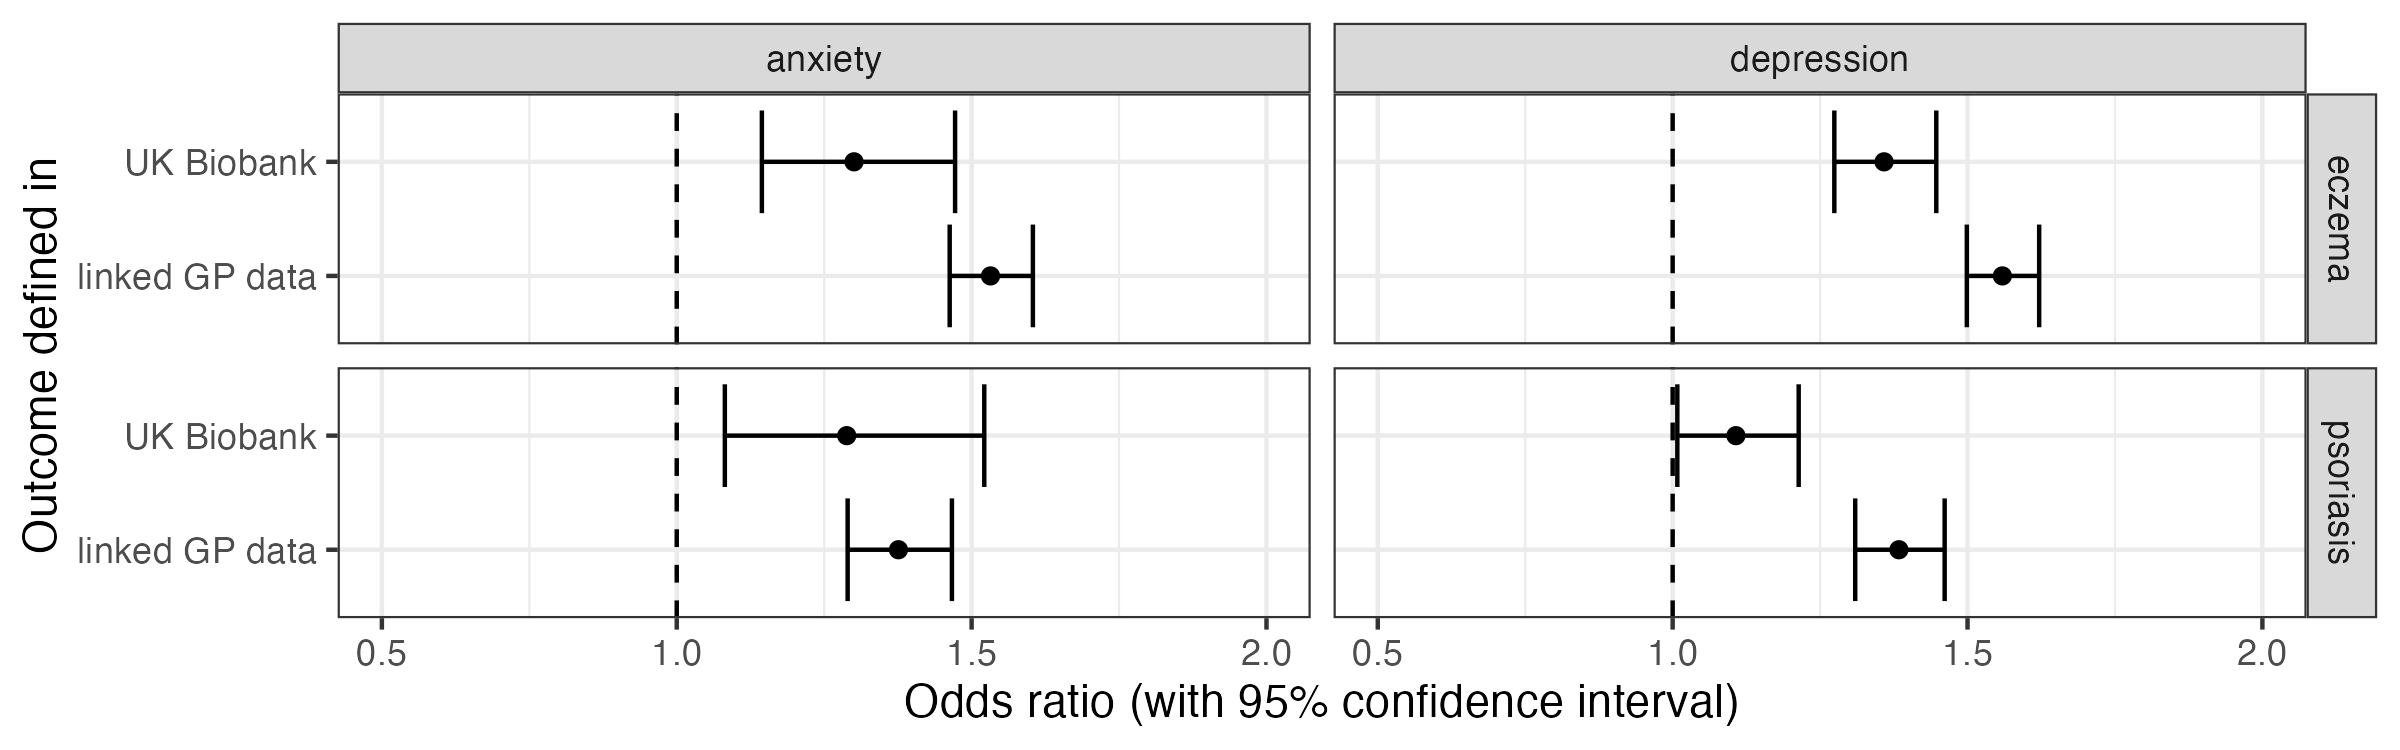 anxiety
depression
Outcome defined in
UK Biobank
linked GP data
eczema
UK Biobank
linked GP data
psoriasis
0.5 1.0 1.5 2.0
0.5 1.0 1.5 2.0
Odds ratio (with 95% confidence interval)